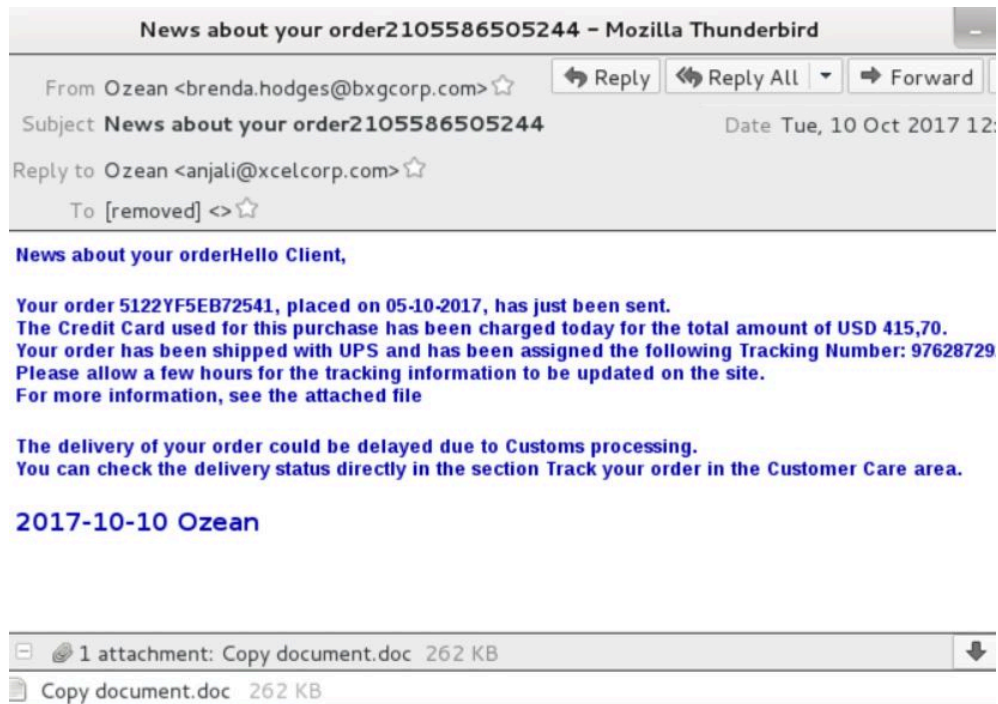 News about your order2105586505244 – Mozilla Thunderbird
From Ozean <brenda.hodges@bxgcorp.com> Reply Reply All Forward
Subject News about your order2105586505244 Date Tue, 10 Oct 2017 12:
Reply to Ozean <anjali@xcelcorp.com>
To [removed] <>
News about your orderHello Client,
Your order 5122YF5EB72541, placed on 05-10-2017, has just been sent.
The Credit Card used for this purchase has been charged today for the total amount of USD 415,70.
Your order has been shipped with UPS and has been assigned the following Tracking Number: 97628729
Please allow a few hours for the tracking information to be updated on the site.
For more information, see the attached file
The delivery of your order could be delayed due to Customs processing.
You can check the delivery status directly in the section Track your order in the Customer Care area.
2017-10-10 Ozean
1 attachment: Copy document.doc 262 KB
Copy document.doc 262 KB